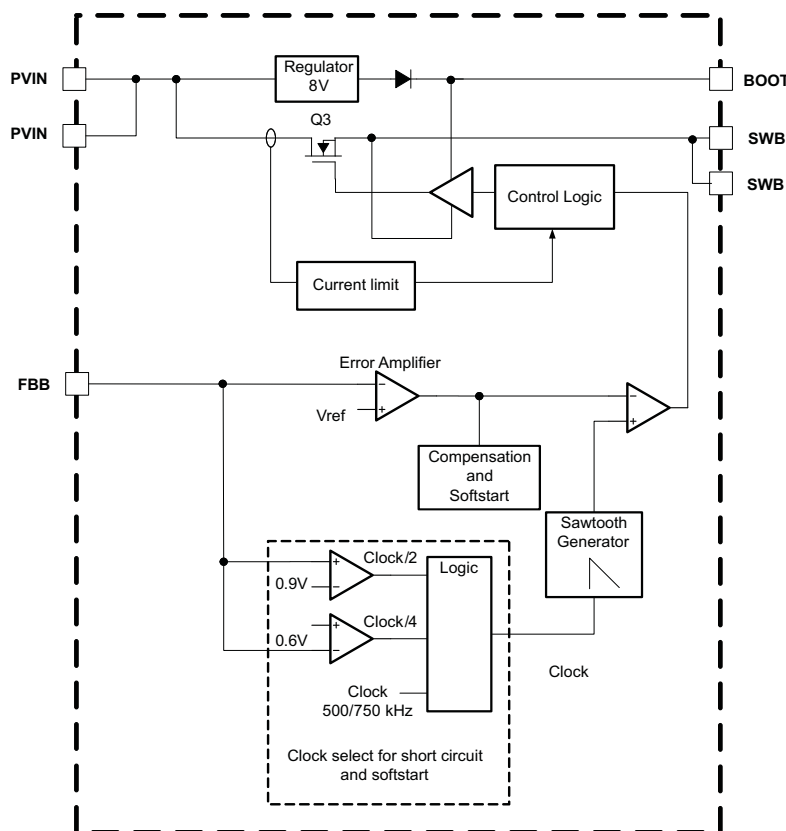 PVIN
Regulator
8V
BOOT
PVIN
Q3
SWB
SWB
Control Logic
Current limit
Error Amplifier
FBB
−
+
Vref
−
+
Compensation
and
Softstart
Sawtooth
Generator
+
−
0.9V
Clock/2
Logic
+
−
0.6V
Clock/4
Clock
Clock
500/750 kHz
Clock select for short circuit
and softstart